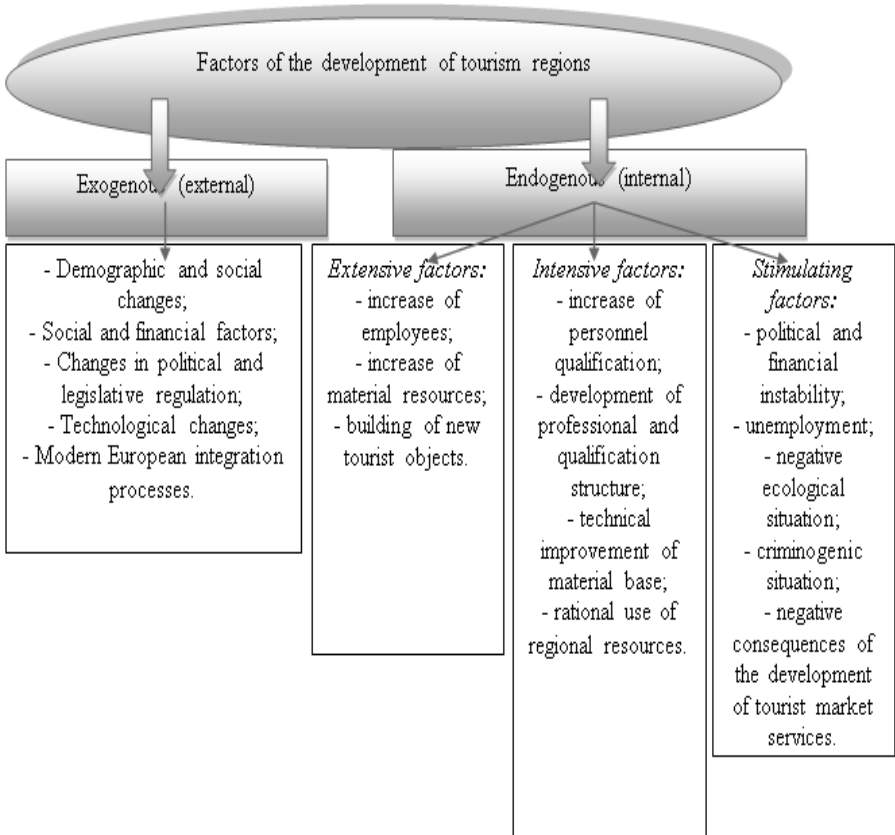 Factors of the development of tourism regions
Exogenous (external)
Endogenous (internal)
- Demographic and social
changes;
- Social and financial factors;
- Changes in political and
legislative regulation;
- Technological changes;
- Modern European integration
processes.
Extensive factors:
- increase of
employees;
- increase of
material resources;
- building of new
tourist objects.
Intensive factors:
- increase of
personnel
qualification;
- development of
professional and
qualification
structure;
- technical
improvement of
material base;
- rational use of
regional resources.
Stimulating
factors:
- political and
financial
instability;
- unemployment;
- negative
ecological
situation;
- criminogenic
situation;
- negative
consequences of
the development
of tourist market
services.